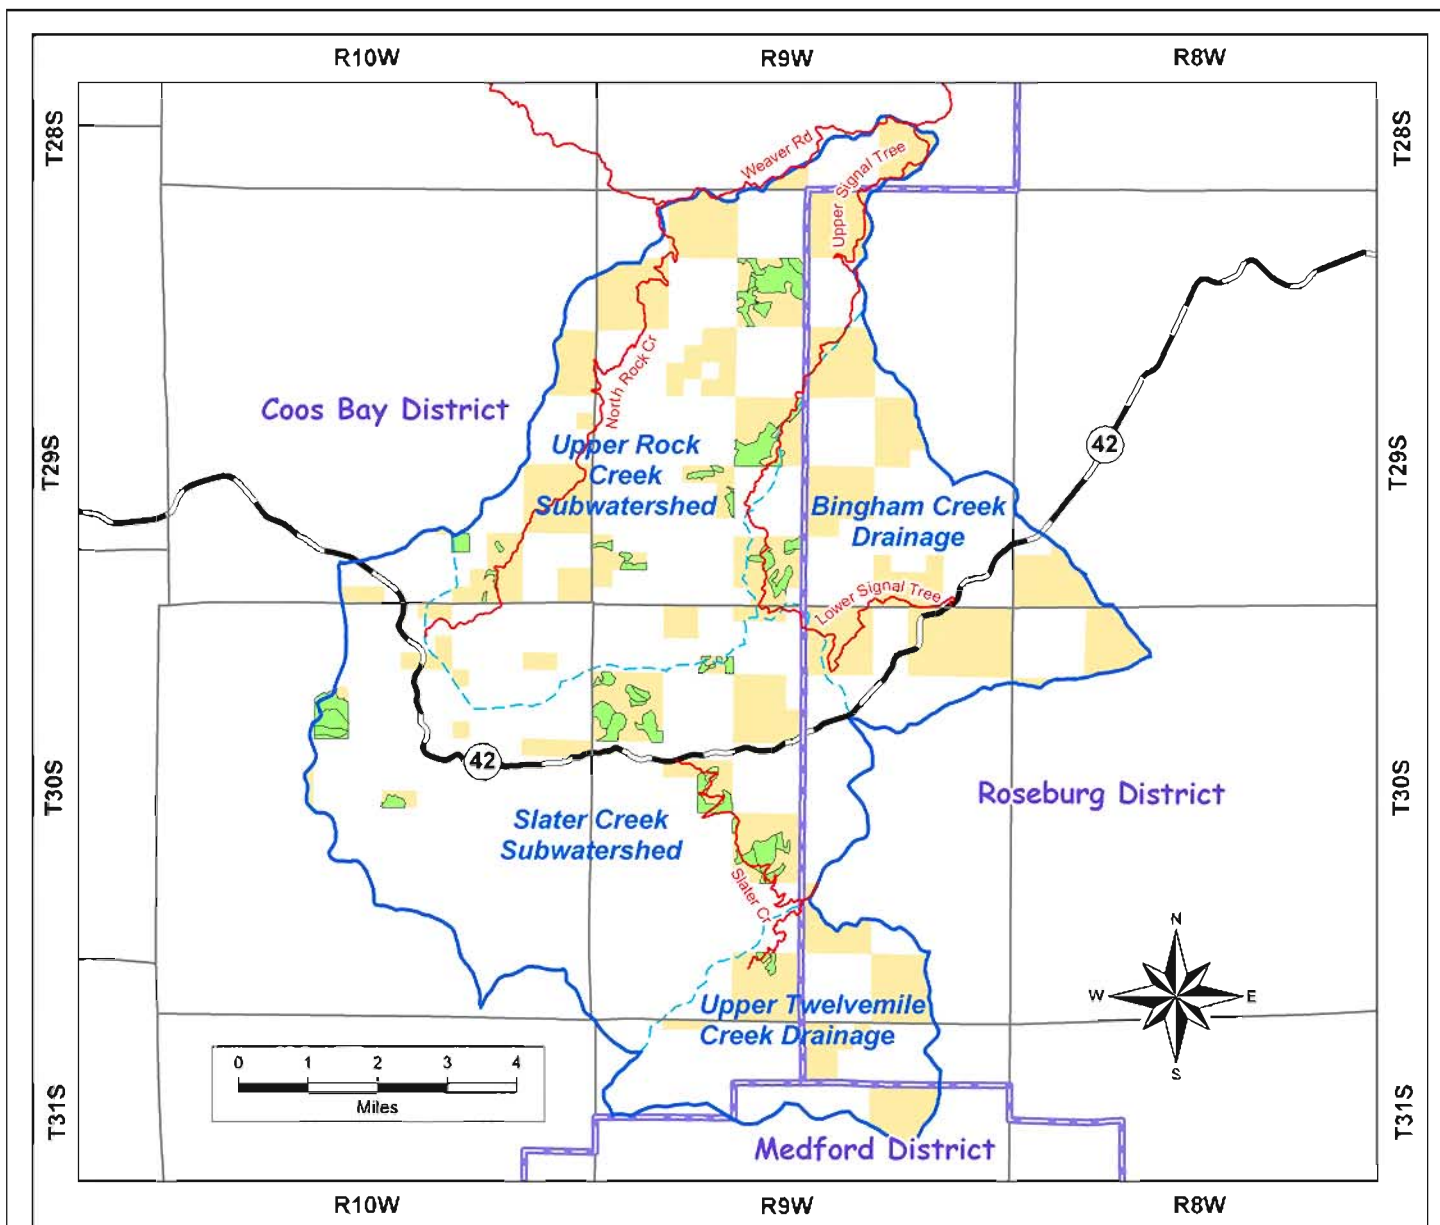 R10W
R9W
R8W
T28S
T28S
Weaver Rd
Upper Signal Tree
North Rock Cr
Coos Bay District
Upper Rock
Creek
Subwatershed
T29S
T29S
42
Bingham Creek
Drainage
Lower Signal Tree
42
T30S
T30S
Roseburg District
Slater Creek
Subwatershed
Slater Cr
N
W
E
S
Upper Twelvemile
Creek Drainage
0 1 2 3 4
Miles
T31S
T31S
Medford District
R10W
R9W
R8W